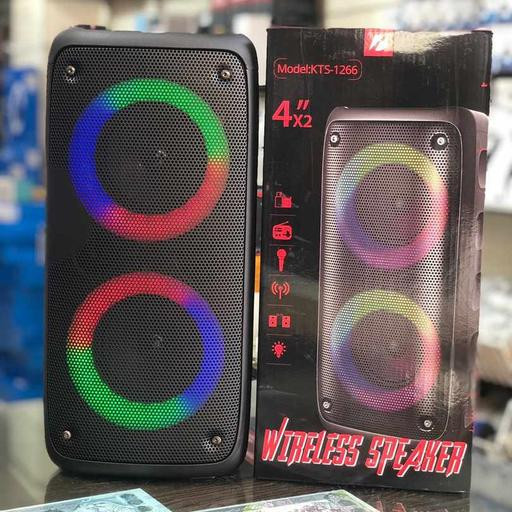 Model:KTS-1266
4"
X2
WIRELESS SPEAKER